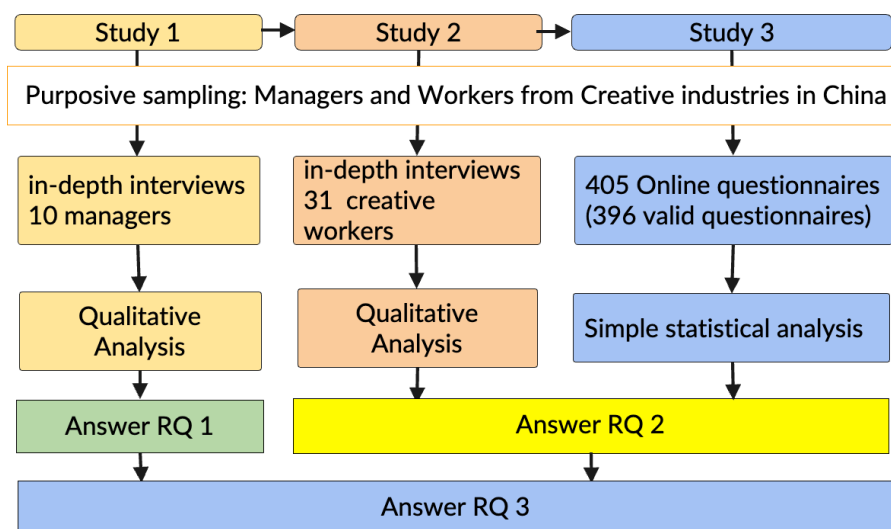 Study 1
Study 2
Study 3
Purposive sampling: Managers and Workers from Creative industries in China
in-depth interviews
10 managers
in-depth interviews
31 creative
workers
405 Online questionnaires
(396 valid questionnaires)
Qualitative
Analysis
Qualitative
Analysis
Simple statistical analysis
Answer RQ 1
Answer RQ 2
Answer RQ 3